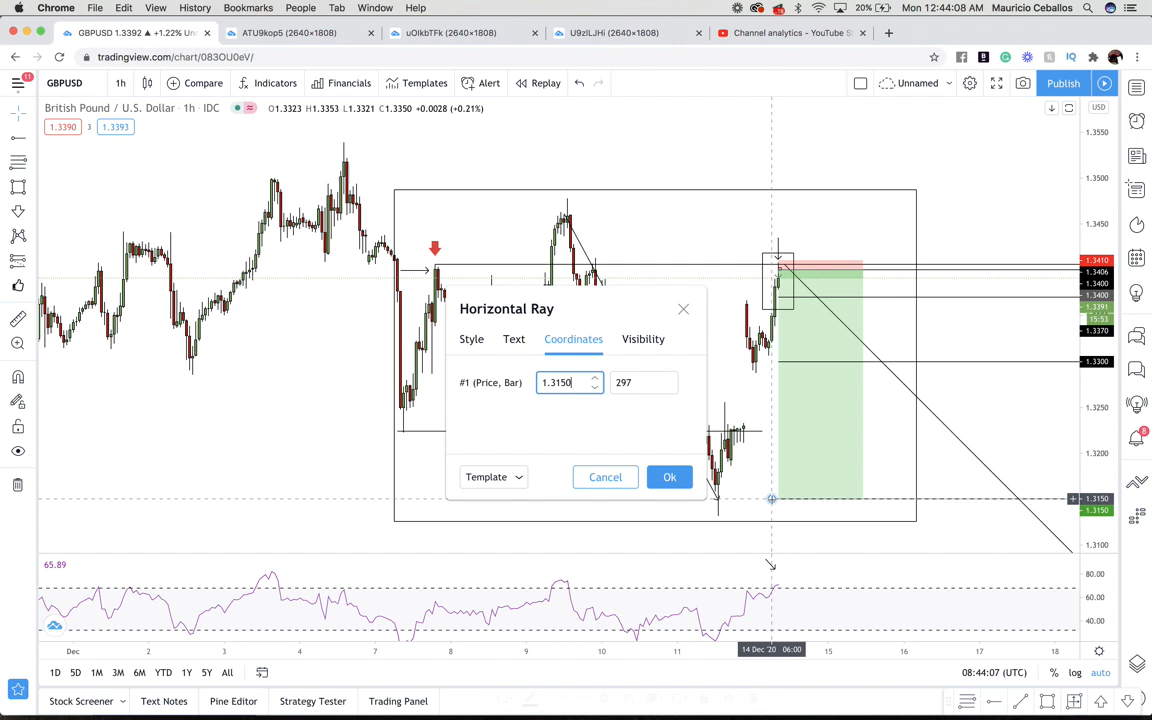 Chrome File Edit View History Bookmarks People Tab Window Help 20% Mon 12:44:08 AM Mauricio Ceballos
GBPUSD 1.3392 ▲ +1.22% Un ATU9kop5 (2640×1808) uOIkbTFk (2640×1808) U9zILJHi (2640×1808) Channel analytics - YouTube S
tradingview.com/chart/083OU0eV/
11 GBPUSD 1h Compare Indicators Financials Templates Alert Replay Unnamed Publish
British Pound / U.S. Dollar · 1h · IDC O1.3323 H1.3353 L1.3321 C1.3350 +0.0028 (+0.21%) USD
1.3390 3 1.3393
1.3550
1.3500
1.3450
1.3410
1.3406
1.3400
1.3400
1.3391
15:53
1.3370
1.3300
1.3250
1.3200
1.3150
1.3150
1.3100
Horizontal Ray
Style Text Coordinates Visibility
#1 (Price, Bar) 1.3150 297
Template Cancel Ok
8
65.89
80.00
60.00
40.00
Dec 2 3 4 7 8 9 10 11 14 Dec '20 06:00 15 16 17 18
1D 5D 1M 3M 6M YTD 1Y 5Y All 08:44:07 (UTC) % log auto
Stock Screener Text Notes Pine Editor Strategy Tester Trading Panel